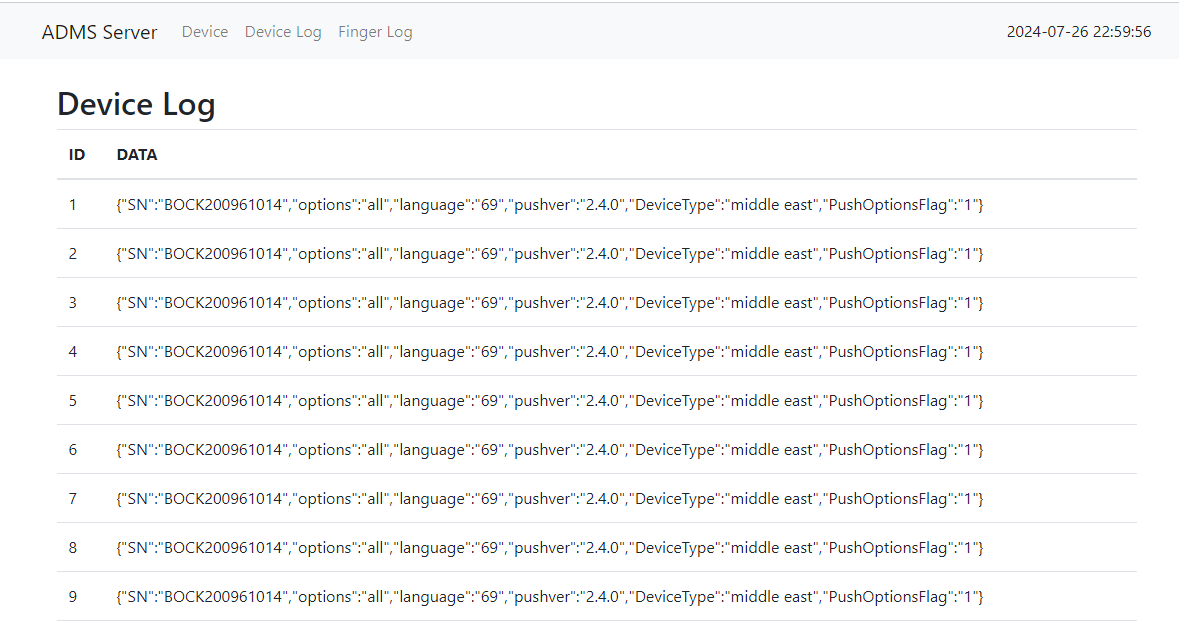 ADMS Server Device Device Log Finger Log 2024-07-26 22:59:56
Device Log
ID DATA
1 {"SN":"BOCK200961014","options":"all","language":"69","pushver":"2.4.0","DeviceType":"middle east","PushOptionsFlag":"1"}
2 {"SN":"BOCK200961014","options":"all","language":"69","pushver":"2.4.0","DeviceType":"middle east","PushOptionsFlag":"1"}
3 {"SN":"BOCK200961014","options":"all","language":"69","pushver":"2.4.0","DeviceType":"middle east","PushOptionsFlag":"1"}
4 {"SN":"BOCK200961014","options":"all","language":"69","pushver":"2.4.0","DeviceType":"middle east","PushOptionsFlag":"1"}
5 {"SN":"BOCK200961014","options":"all","language":"69","pushver":"2.4.0","DeviceType":"middle east","PushOptionsFlag":"1"}
6 {"SN":"BOCK200961014","options":"all","language":"69","pushver":"2.4.0","DeviceType":"middle east","PushOptionsFlag":"1"}
7 {"SN":"BOCK200961014","options":"all","language":"69","pushver":"2.4.0","DeviceType":"middle east","PushOptionsFlag":"1"}
8 {"SN":"BOCK200961014","options":"all","language":"69","pushver":"2.4.0","DeviceType":"middle east","PushOptionsFlag":"1"}
9 {"SN":"BOCK200961014","options":"all","language":"69","pushver":"2.4.0","DeviceType":"middle east","PushOptionsFlag":"1"}